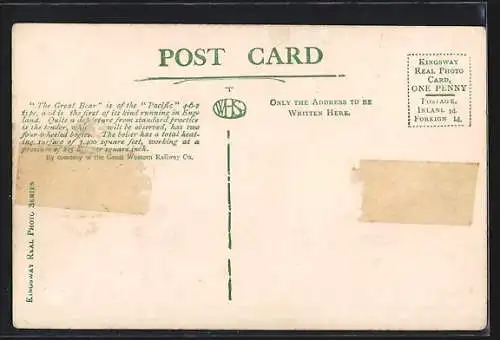 POST CARD
"The Great Bear" is of the "Pacific" 4-6-2
type, and is the first of its kind running in Eng-
land. Quite a departure from standard practice
is the tender, which will be observed, has two
four-wheeled bogies. The boiler has a total heat-
ing surface of 3,400 square feet, working at a
pressure of square inch.
By courtesy of the Great Western Railway Co.
WHS
ONLY THE ADDRESS TO BE
WRITTEN HERE.
KINGSWAY
REAL PHOTO
CARD,
ONE PENNY
POSTAGE,
INLAND ½d.
FOREIGN 1d.
KINGSWAY REAL PHOTO SERIES